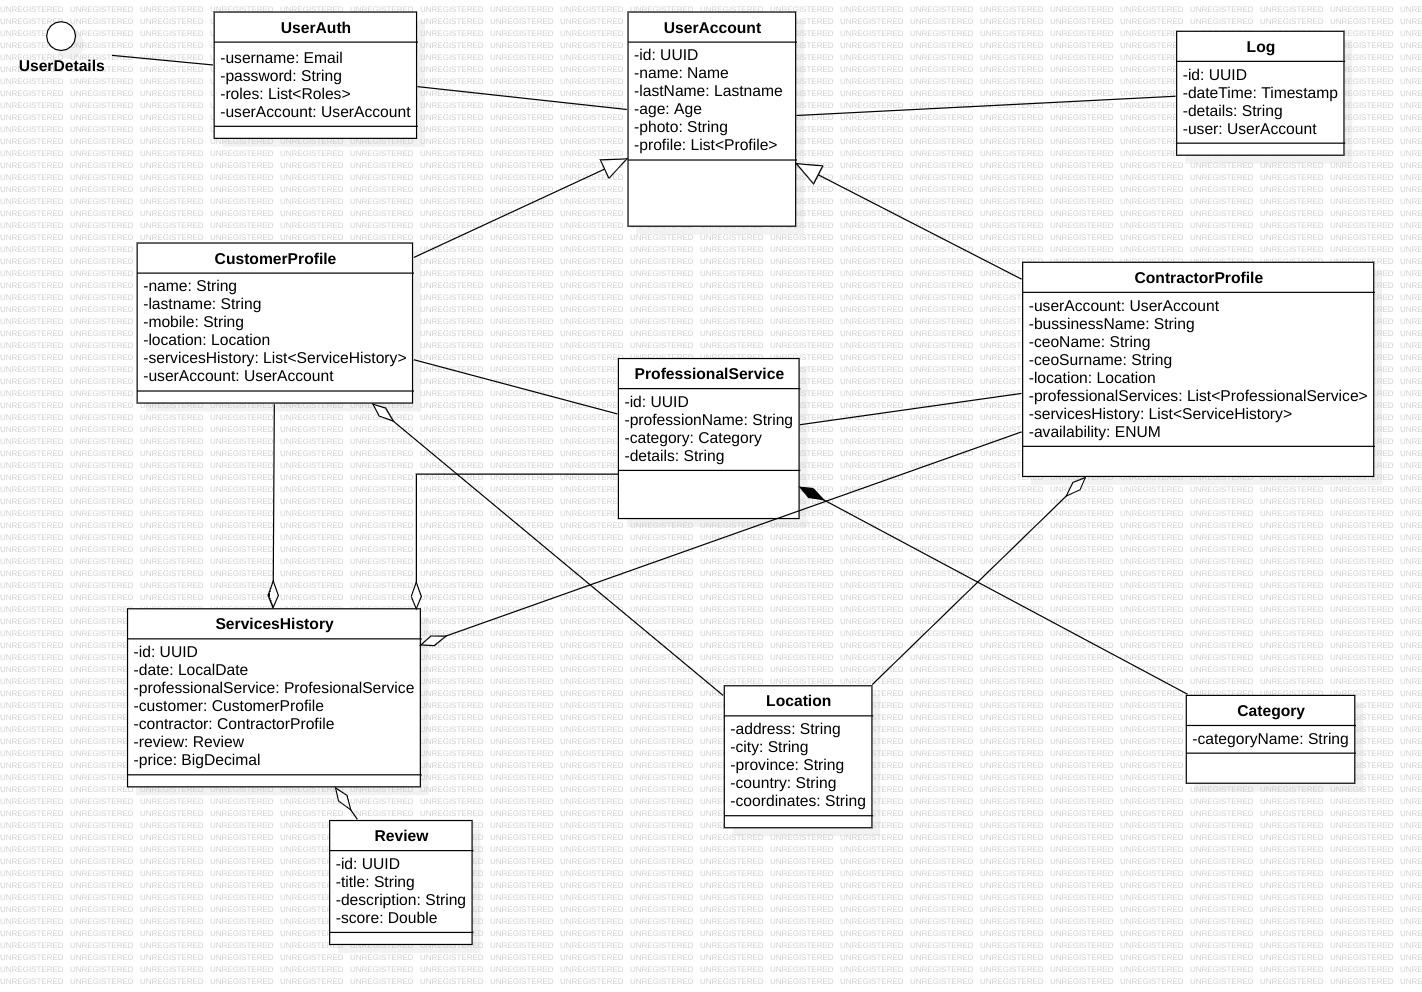 UserDetails
UserAuth
-username: Email
-password: String
-roles: List<Roles>
-userAccount: UserAccount
UserAccount
-id: UUID
-name: Name
-lastName: Lastname
-age: Age
-photo: String
-profile: List<Profile>
Log
-id: UUID
-dateTime: Timestamp
-details: String
-user: UserAccount
CustomerProfile
-name: String
-lastname: String
-mobile: String
-location: Location
-servicesHistory: List<ServiceHistory>
-userAccount: UserAccount
ProfessionalService
-id: UUID
-professionName: String
-category: Category
-details: String
ContractorProfile
-userAccount: UserAccount
-bussinessName: String
-ceoName: String
-ceoSurname: String
-location: Location
-professionalServices: List<ProfessionalService>
-servicesHistory: List<ServiceHistory>
-availability: ENUM
ServicesHistory
-id: UUID
-date: LocalDate
-professionalService: ProfesionalService
-customer: CustomerProfile
-contractor: ContractorProfile
-review: Review
-price: BigDecimal
Location
-address: String
-city: String
-province: String
-country: String
-coordinates: String
Category
-categoryName: String
Review
-id: UUID
-title: String
-description: String
-score: Double
UNREGISTERED